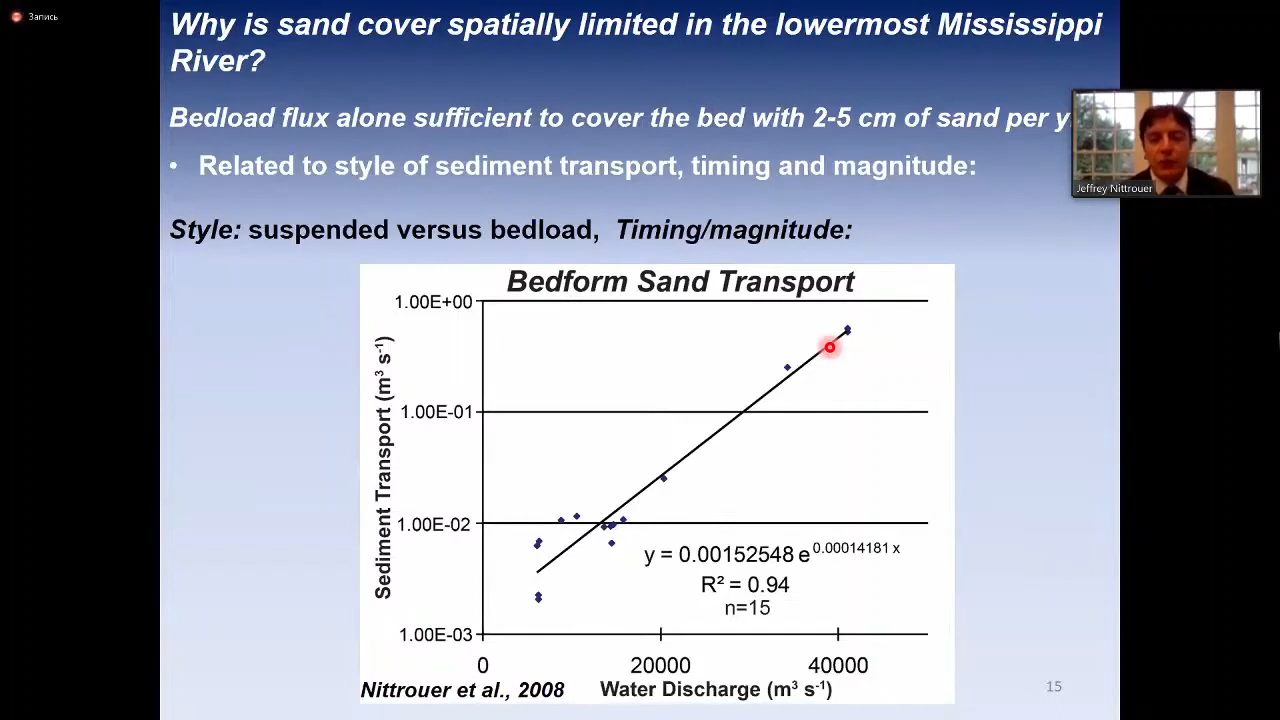 Запись
Why is sand cover spatially limited in the lowermost Mississippi
River?
Bedload flux alone sufficient to cover the bed with 2-5 cm of sand per y
Jeffrey Nittrouer
• Related to style of sediment transport, timing and magnitude:
Style: suspended versus bedload, Timing/magnitude:
Bedform Sand Transport
1.00E+00
1.00E-01
1.00E-02
1.00E-03
Sediment Transport (m³ s⁻¹)
y = 0.00152548 e^0.00014181 x
R² = 0.94
n=15
0 20000 40000
Water Discharge (m³ s⁻¹)
Nittrouer et al., 2008
15